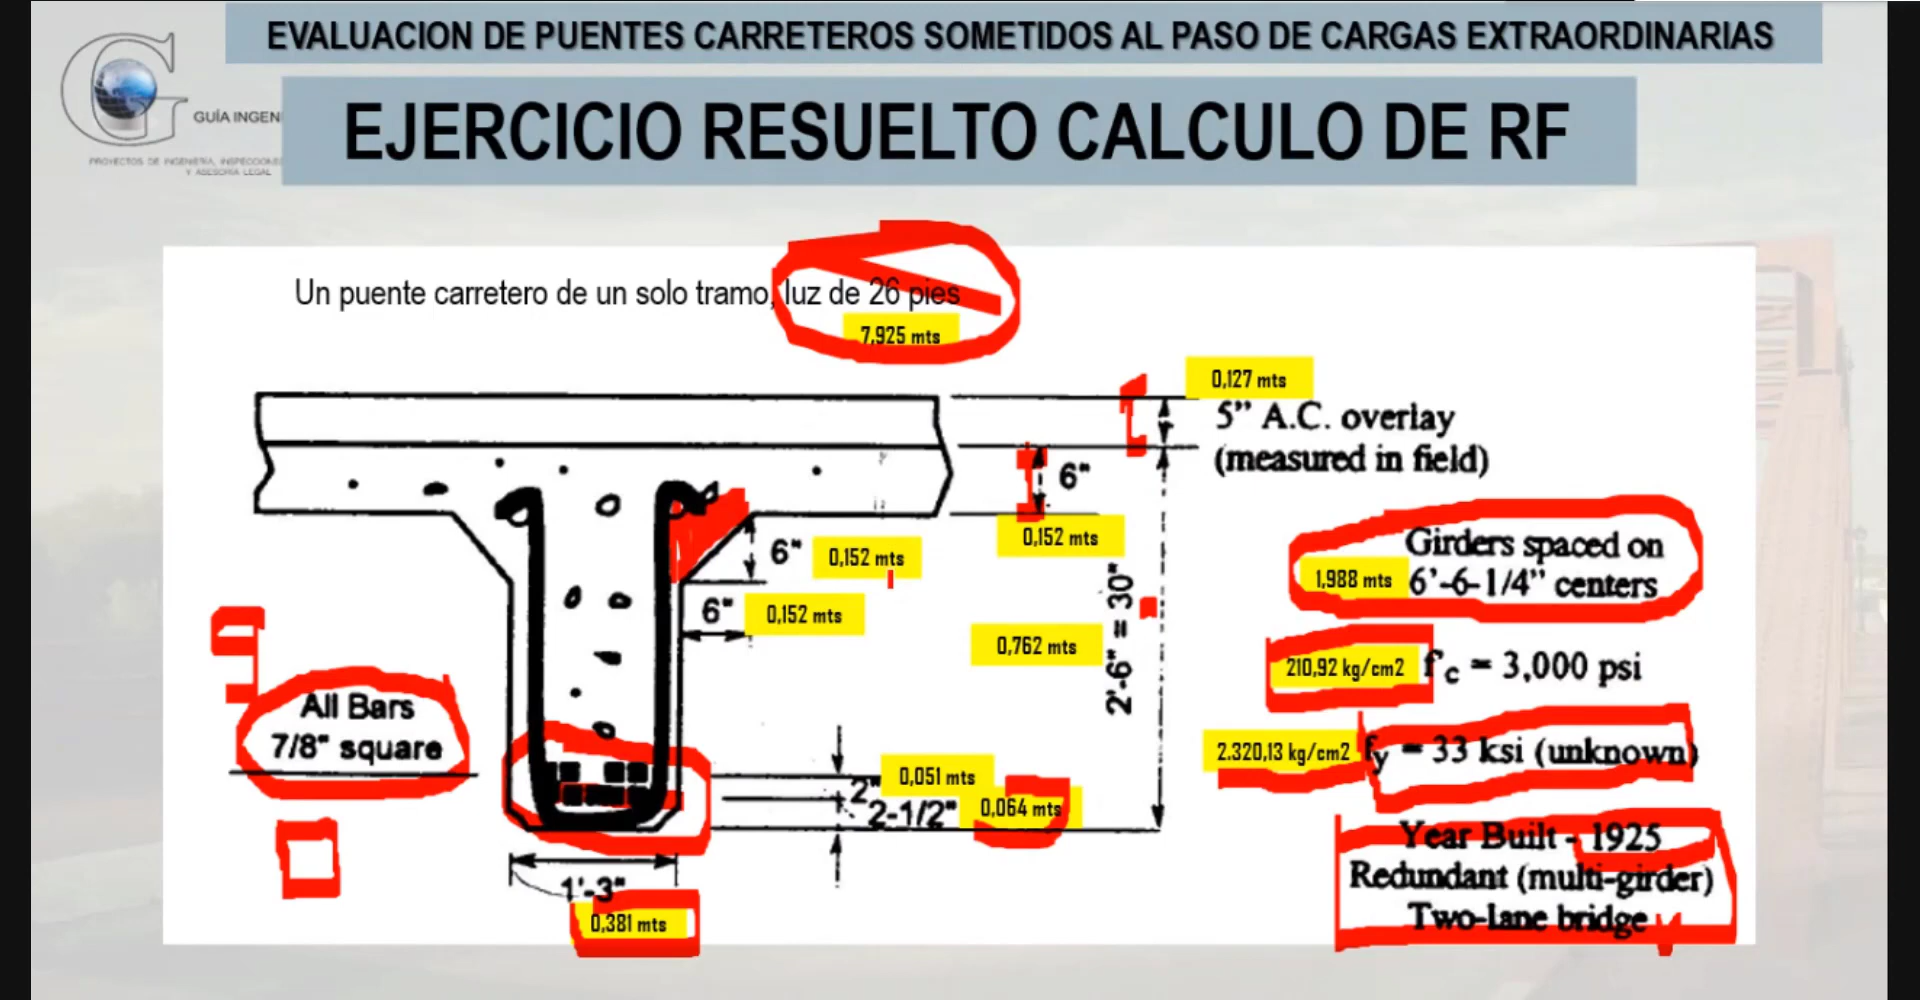 EVALUACION DE PUENTES CARRETEROS SOMETIDOS AL PASO DE CARGAS EXTRAORDINARIAS
EJERCICIO RESUELTO CALCULO DE RF
G
GUÍA INGENI
PROYECTOS DE INGENIERIA, INSPECCIONES
Y ASESORIA LEGAL
Un puente carretero de un solo tramo, luz de 26 pies
7,925 mts
0,127 mts
5" A.C. overlay
(measured in field)
6"
0,152 mts
6" 0,152 mts
6" 0,152 mts
0,762 mts
2'-6" = 30"
Girders spaced on
1,988 mts 6'-6-1/4" centers
210,92 kg/cm2 f'c = 3,000 psi
2.320,13 kg/cm2 fy = 33 ksi (unknown)
All Bars
7/8" square
2" 0,051 mts
2-1/2" 0,064 mts
Year Built - 1925
Redundant (multi-girder)
Two-lane bridge
1'-3"
0,381 mts